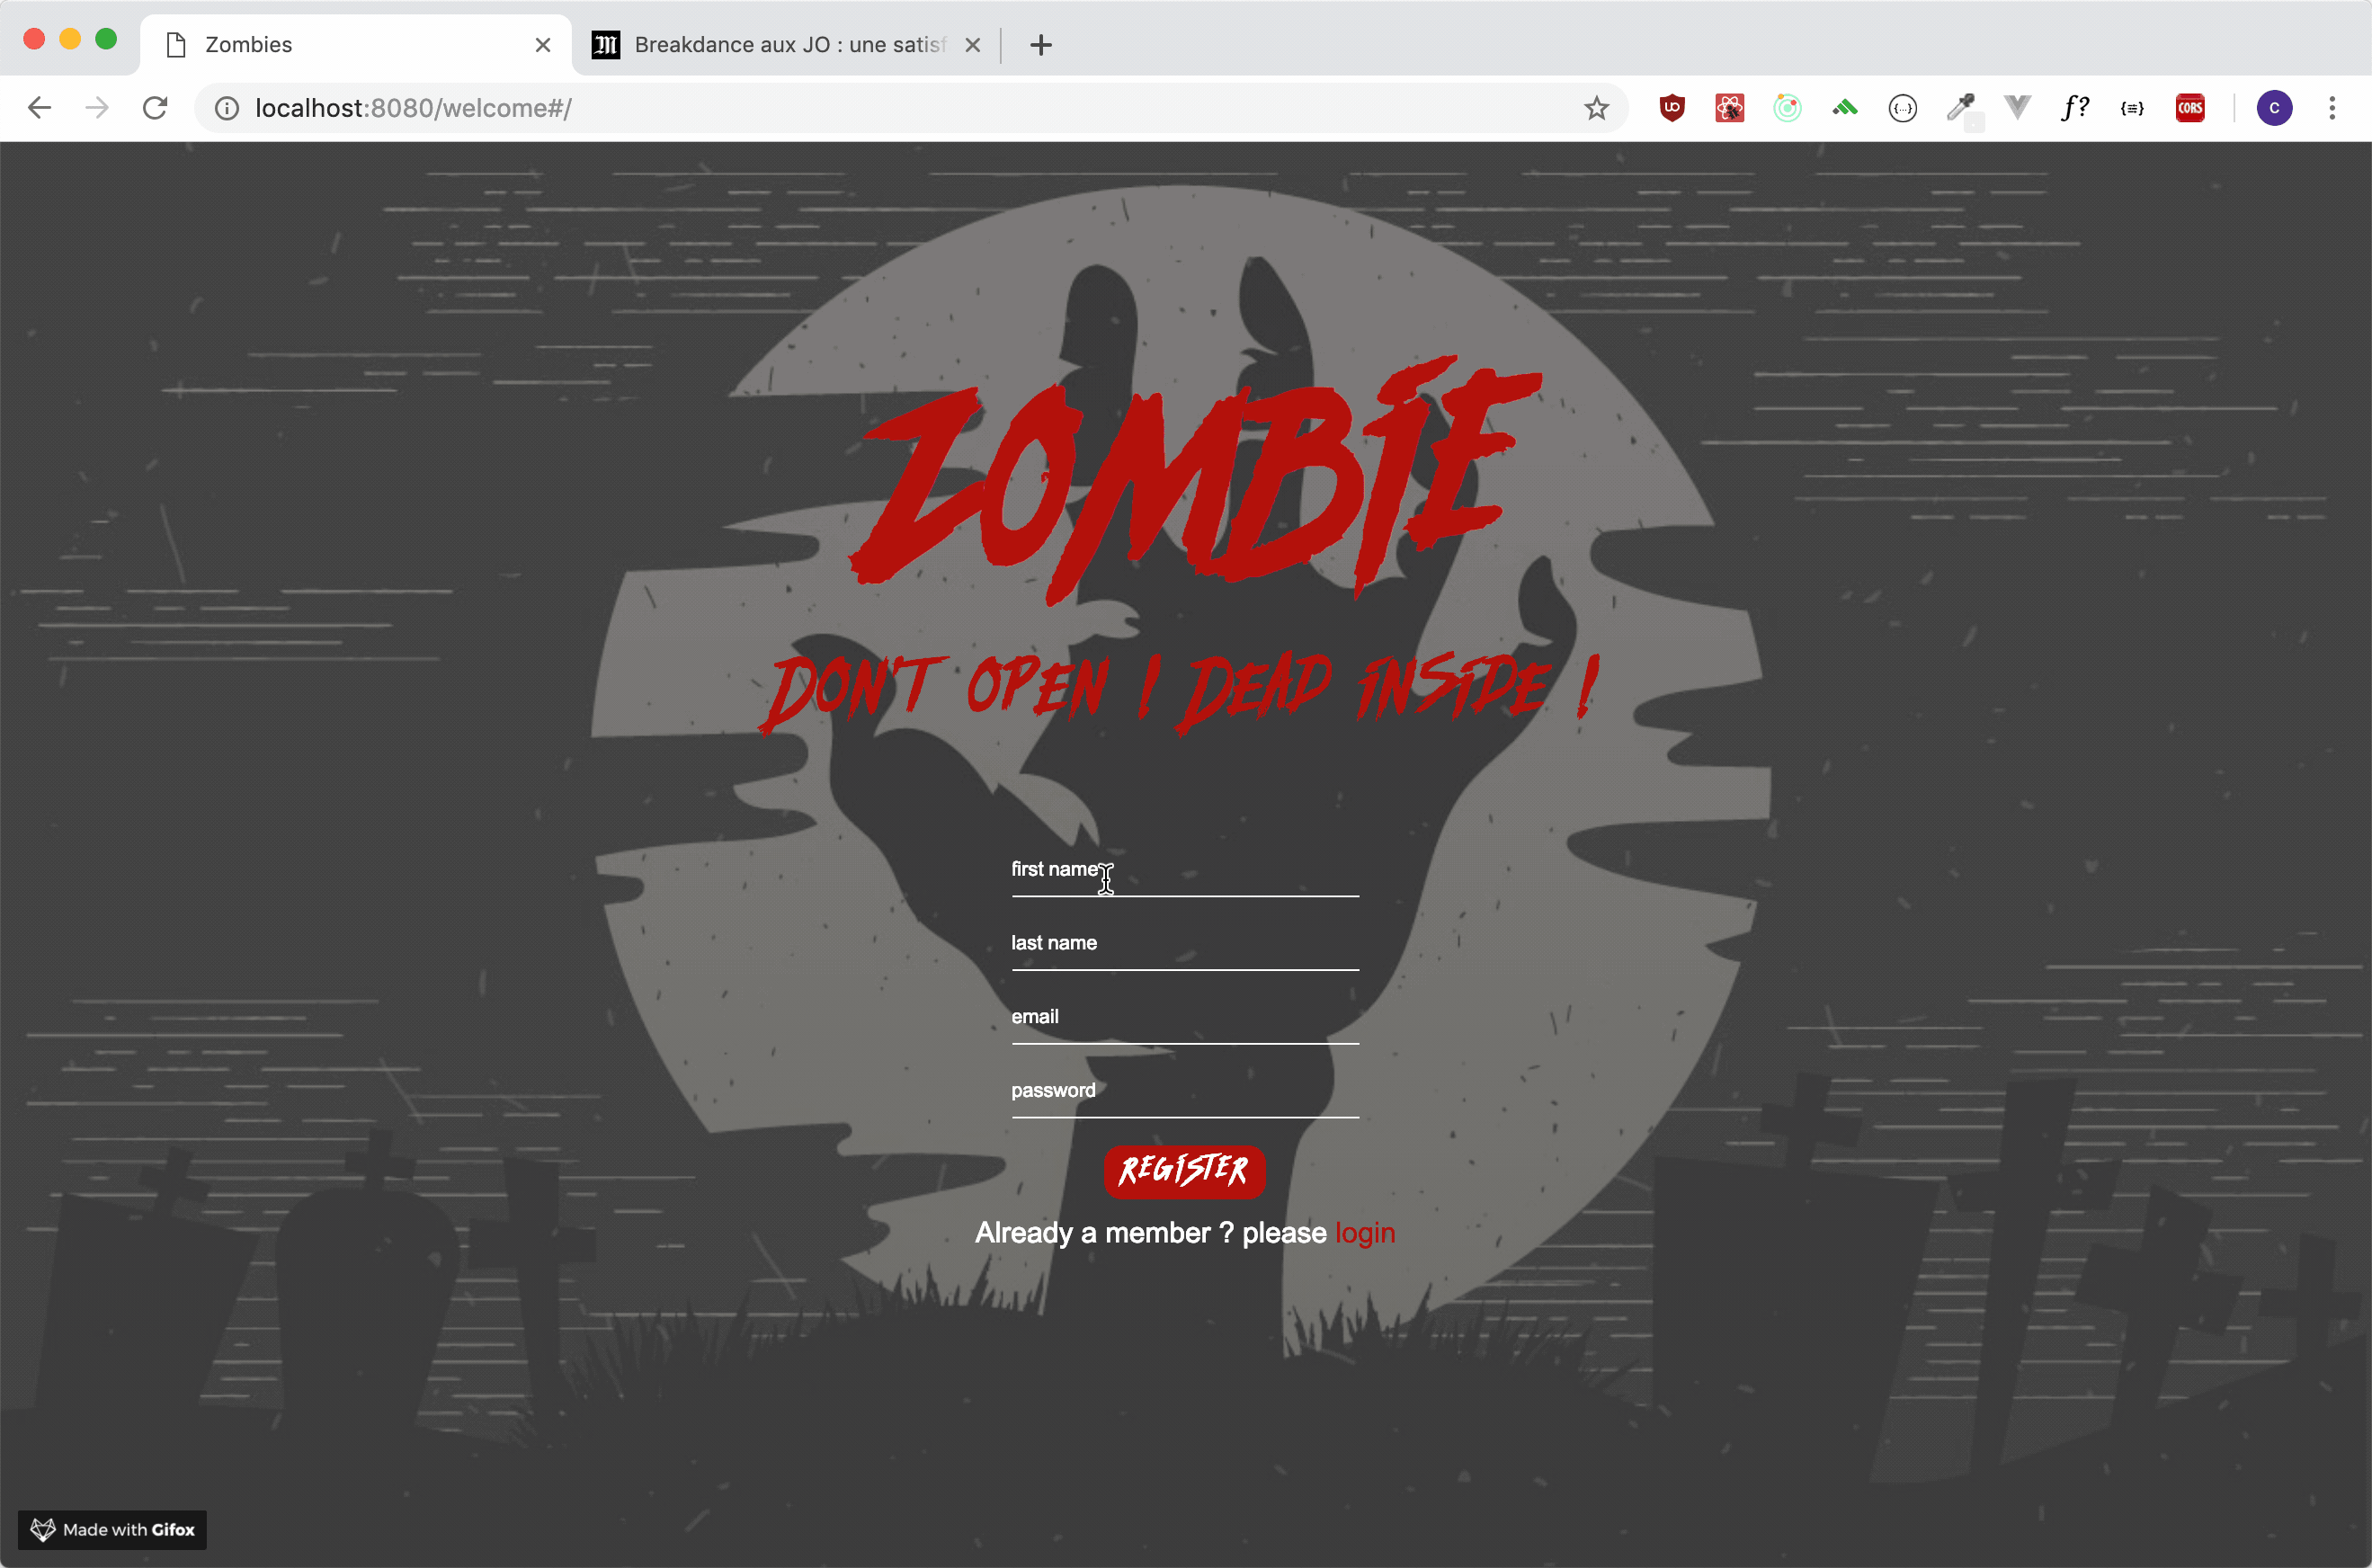 Zombies
Breakdance aux JO : une satisf
localhost:8080/welcome#/
f?
CORS
C
ZOMBIE
DON'T OPEN ! DEAD INSIDE !
first name
last name
email
password
REGISTER
Already a member ? please login
Made with Gifox